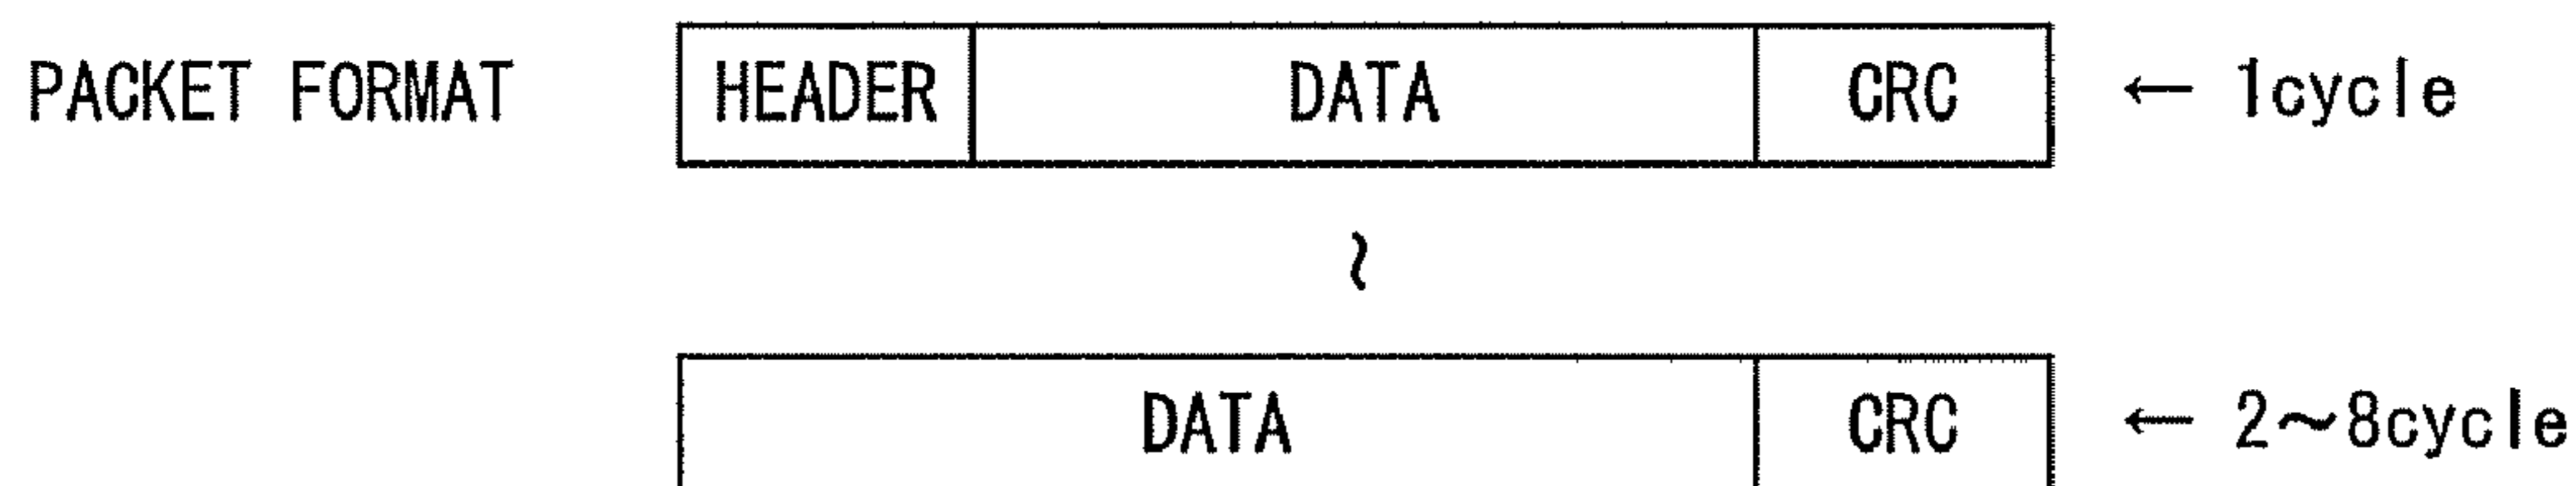 PACKET FORMAT HEADER DATA CRC ← 1cycle
~
DATA CRC ← 2～8cycle